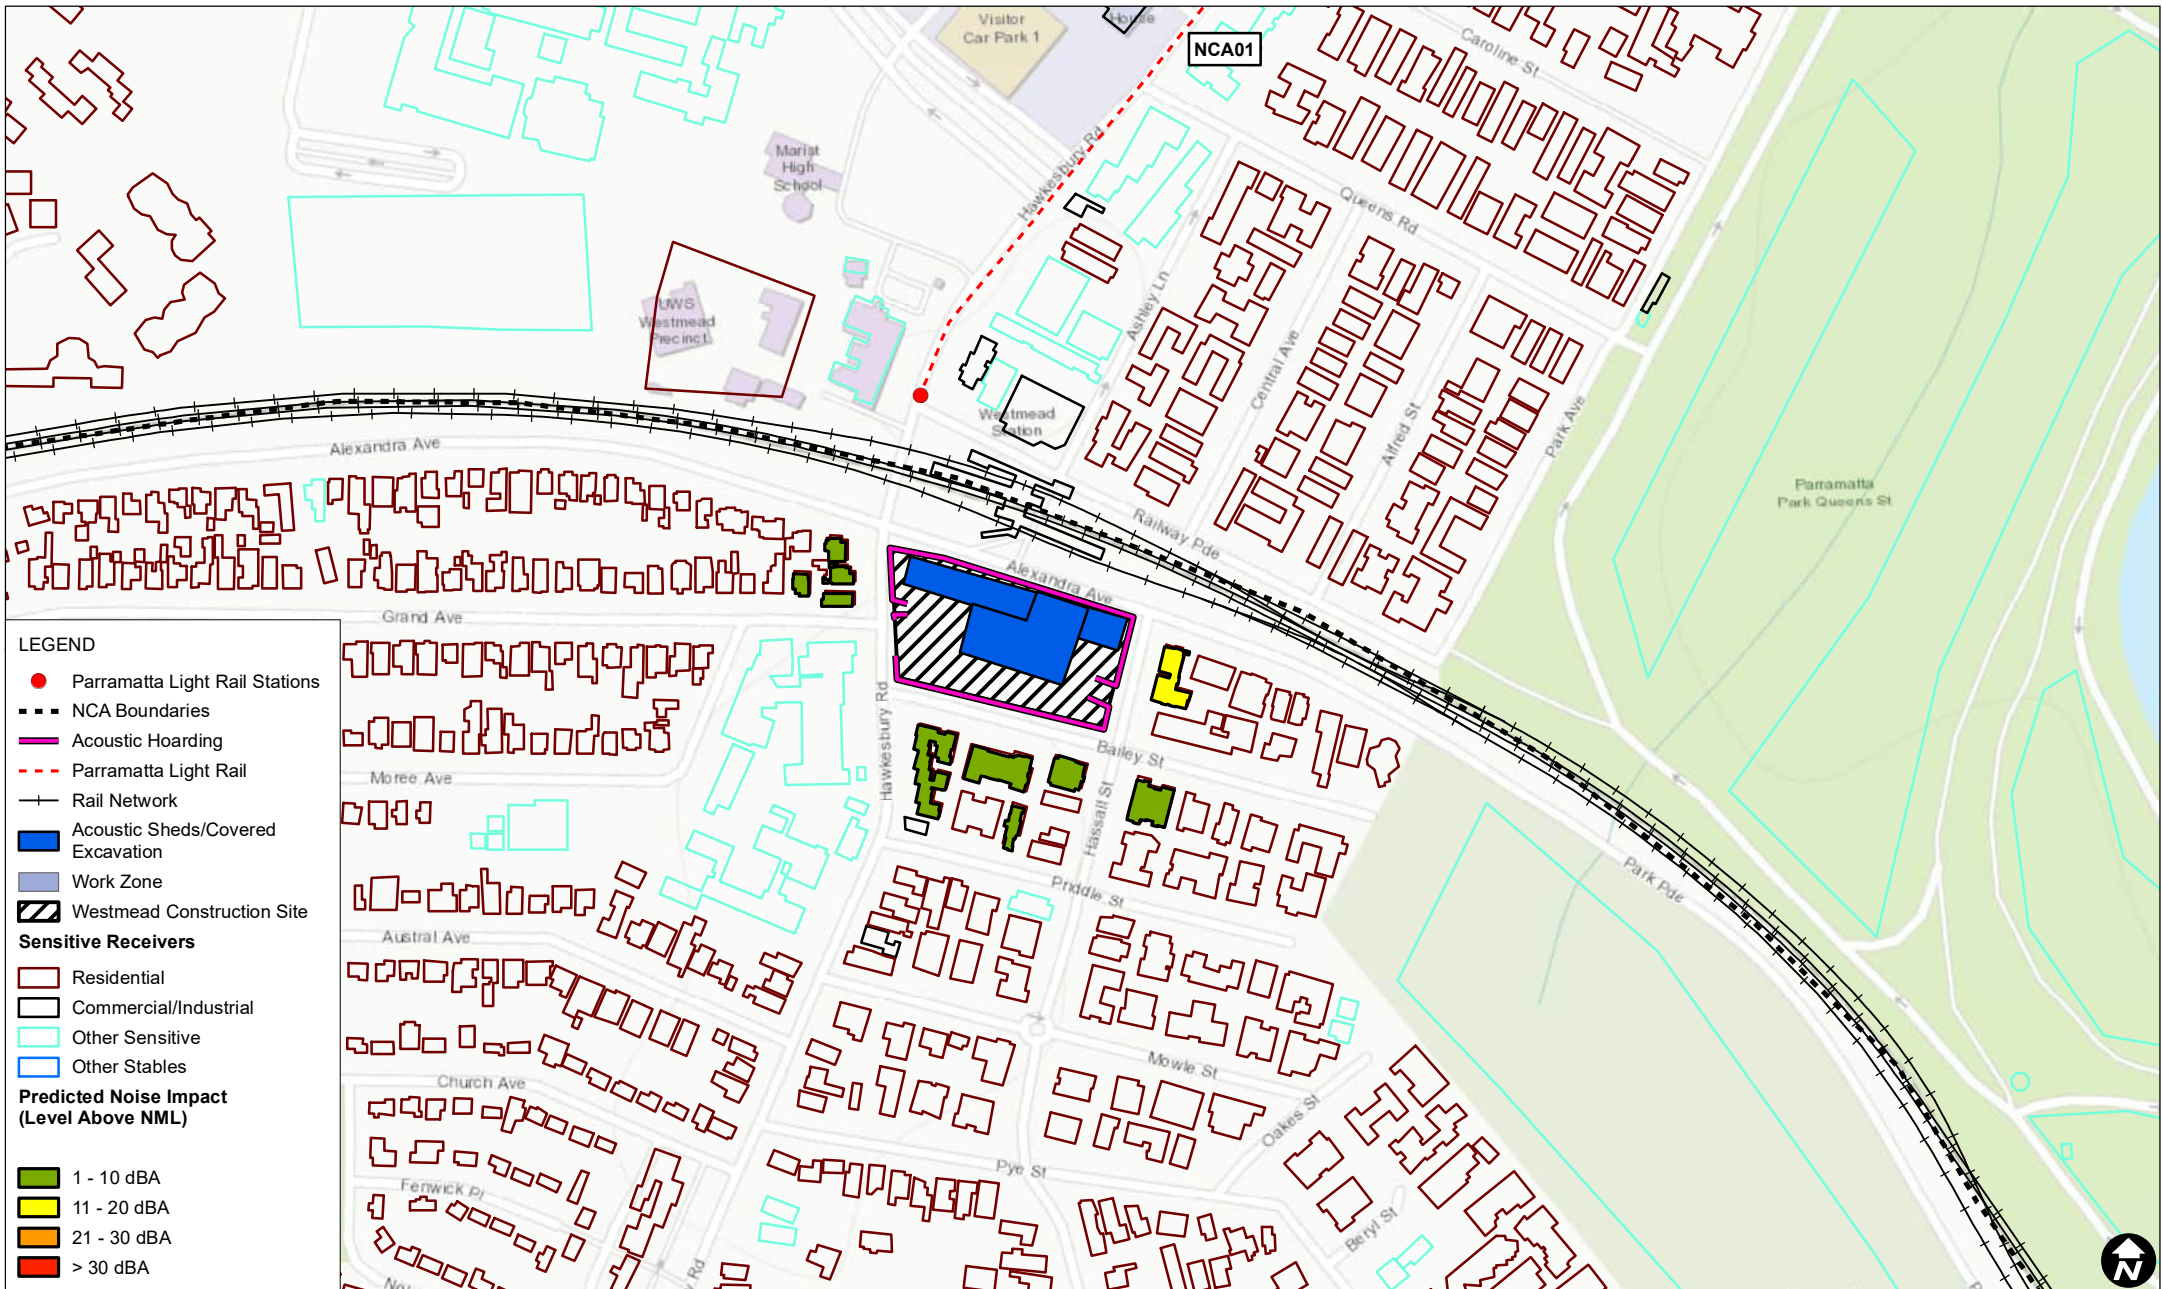 Visitor
Car Park 1
House
NCA01
Caroline St
Marist
High
School
Hawkesbury Rd
Queens Rd
UWS
Westmead
Precinct
Ashley Ln
Central Ave
Westmead
Station
Alfred St
Park Ave
Parramatta
Park Queens St
Alexandra Ave
Railway Pde
Alexandra Ave
Grand Ave
Hawkesbury Rd
Bailey St
Moree Ave
Hassall St
Priddle St
Park Pde
Austral Ave
Mowle St
Church Ave
Oakes St
Pye St
Fenwick Pl
Beryl St
LEGEND
Parramatta Light Rail Stations
NCA Boundaries
Acoustic Hoarding
Parramatta Light Rail
Rail Network
Acoustic Sheds/Covered
Excavation
Work Zone
Westmead Construction Site
Sensitive Receivers
Residential
Commercial/Industrial
Other Sensitive
Other Stables
Predicted Noise Impact
(Level Above NML)
1 - 10 dBA
11 - 20 dBA
21 - 30 dBA
> 30 dBA
N